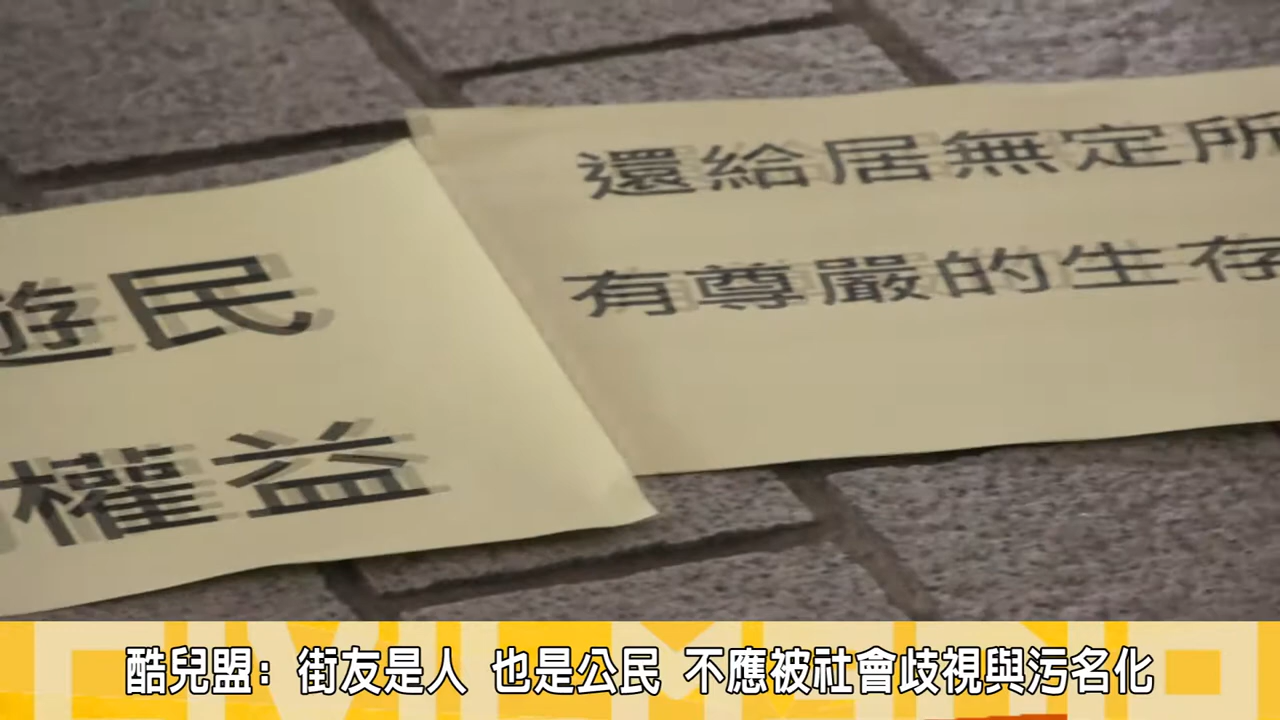 遊民
權益
還給居無定所
有尊嚴的生存
酷兒盟：街友是人 也是公民 不應被社會歧視與污名化